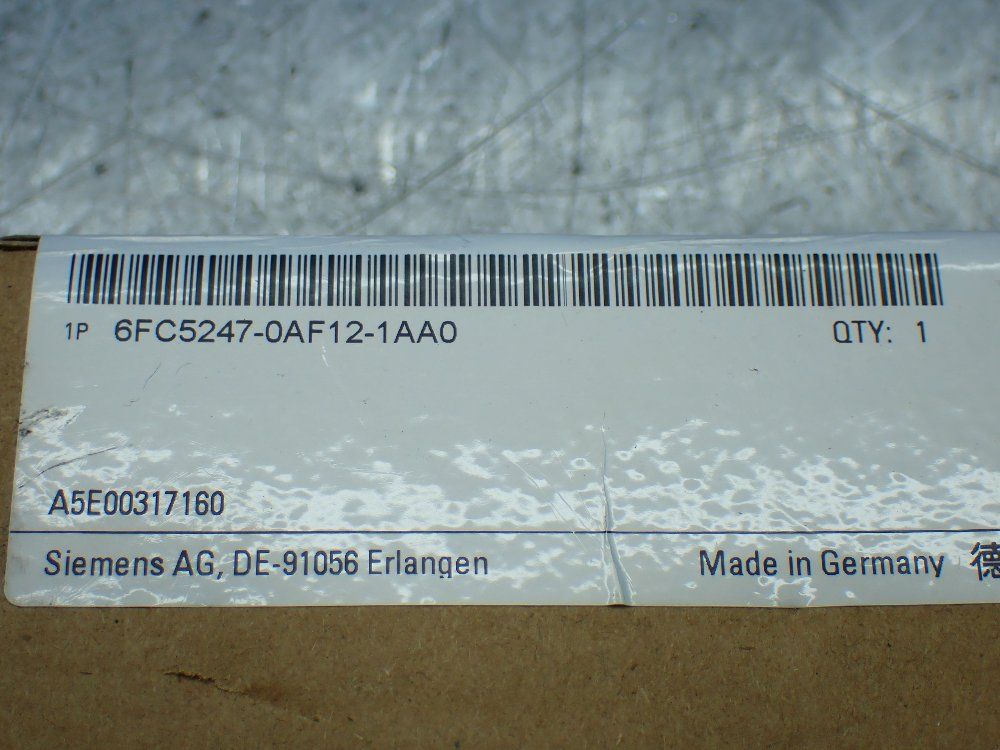 1P 6FC5247-0AF12-1AA0 QTY: 1
A5E00317160
Siemens AG, DE-91056 Erlangen Made in Germany 德